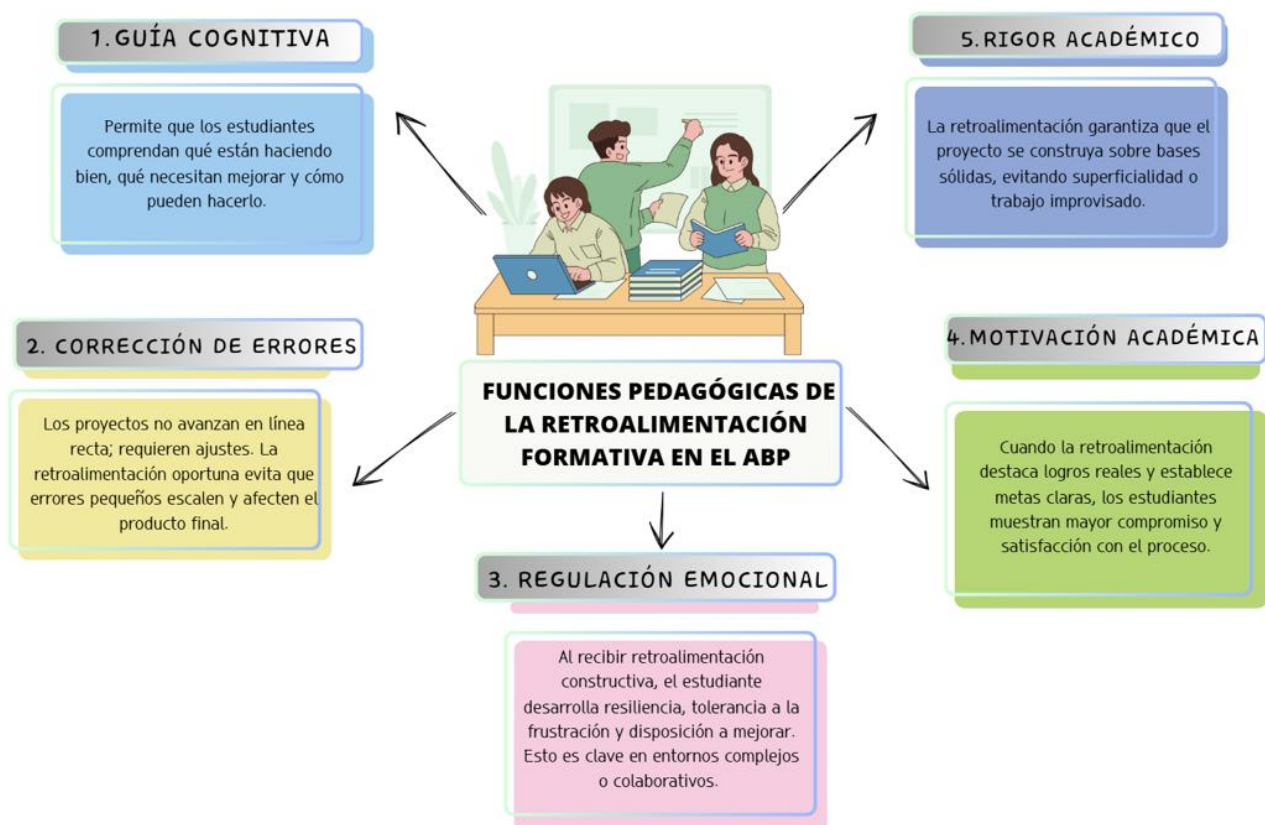 1. GUÍA COGNITIVA
Permite que los estudiantes
comprendan qué están haciendo
bien, qué necesitan mejorar y cómo
pueden hacerlo.
2. CORRECCIÓN DE ERRORES
Los proyectos no avanzan en línea
recta; requieren ajustes. La
retroalimentación oportuna evita que
errores pequeños escalen y afecten el
producto final.
FUNCIONES PEDAGÓGICAS DE
LA RETROALIMENTACIÓN
FORMATIVA EN EL ABP
3. REGULACIÓN EMOCIONAL
Al recibir retroalimentación
constructiva, el estudiante
desarrolla resiliencia, tolerancia a la
frustración y disposición a mejorar.
Esto es clave en entornos complejos
o colaborativos.
4. MOTIVACIÓN ACADÉMICA
Cuando la retroalimentación
destaca logros reales y establece
metas claras, los estudiantes
muestran mayor compromiso y
satisfacción con el proceso.
5. RIGOR ACADÉMICO
La retroalimentación garantiza que el
proyecto se construya sobre bases
sólidas, evitando superficialidad o
trabajo improvisado.